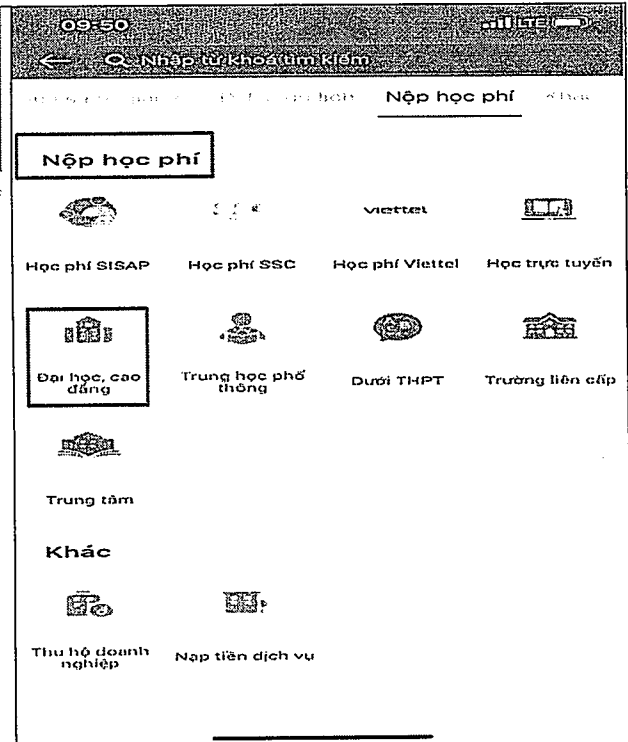 09:50 LTE
Nhập từ khoá tìm kiếm
Nộp học phí Khác
Nộp học phí
viettel
Học phí SISAP Học phí SSC Học phí Viettel Học trực tuyến
Đại học, cao đẳng Trung học phổ thông Dưới THPT Trường liên cấp
Trung tâm
Khác
Thu hộ doanh nghiệp Nạp tiền dịch vụ